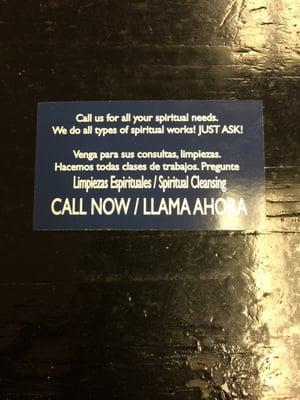 Call us for all your spiritual needs.
We do all types of spiritual works! JUST ASK!
Venga para sus consultas, limpiezas.
Hacemos todas clases de trabajos. Pregunte
Limpiezas Espirituales / Spiritual Cleansing
CALL NOW / LLAMA AHORA